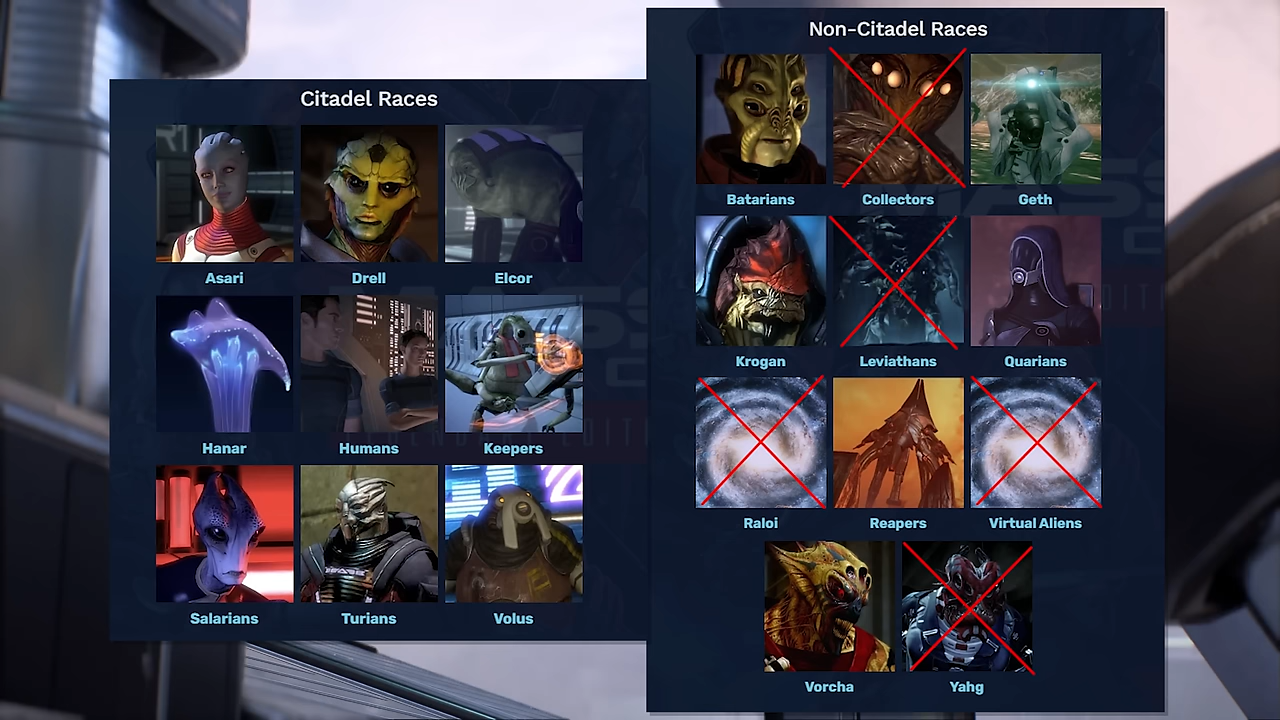 Citadel Races
Asari
Drell
Elcor
Hanar
Humans
Keepers
Salarians
Turians
Volus
Non-Citadel Races
Batarians
Collectors
Geth
Krogan
Leviathans
Quarians
Raloi
Reapers
Virtual Aliens
Vorcha
Yahg